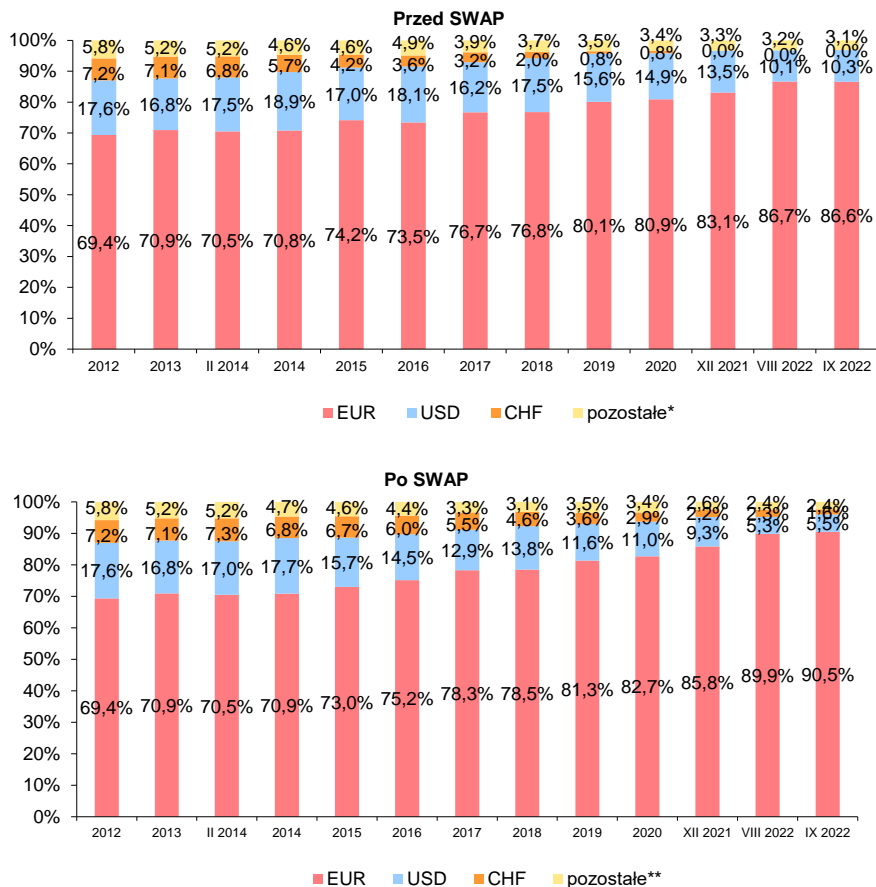 Przed SWAP
100% 5,8% 5,2% 5,2% 4,6% 4,6% 4,9% 3,9% 3,7% 3,5% 3,4% 3,3% 3,2% 3,1%
90% 7,2% 7,1% 6,8% 5,7% 4,2% 3,6% 3,2% 2,0% 0,8% 0,8% 0,0% 0,0% 0,0%
80% 17,6% 16,8% 17,5% 18,9% 17,0% 18,1% 16,2% 17,5% 15,6% 14,9% 13,5% 10,1% 10,3%
70%
60%
50%
40% 69,4% 70,9% 70,5% 70,8% 74,2% 73,5% 76,7% 76,8% 80,1% 80,9% 83,1% 86,7% 86,6%
30%
20%
10%
0%
2012 2013 II 2014 2014 2015 2016 2017 2018 2019 2020 XII 2021 VIII 2022 IX 2022
EUR USD CHF pozostałe*
Po SWAP
100% 5,8% 5,2% 5,2% 4,7% 4,6% 4,4% 3,3% 3,1% 3,5% 3,4% 2,6% 2,4% 2,4%
90% 7,2% 7,1% 7,3% 6,8% 6,7% 6,0% 5,5% 4,6% 3,6% 2,9% 2,2% 2,3%
80% 17,6% 16,8% 17,0% 17,7% 15,7% 14,5% 12,9% 13,8% 11,6% 11,0% 9,3% 5,3% 5,5%
70%
60%
50%
40% 69,4% 70,9% 70,5% 70,9% 73,0% 75,2% 78,3% 78,5% 81,3% 82,7% 85,8% 89,9% 90,5%
30%
20%
10%
0%
2012 2013 II 2014 2014 2015 2016 2017 2018 2019 2020 XII 2021 VIII 2022 IX 2022
EUR USD CHF pozostałe**